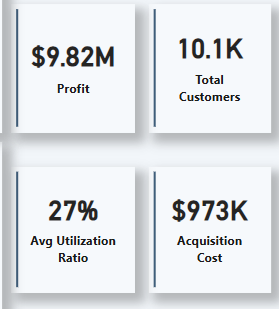 $9.82M
Profit
10.1K
Total
Customers
27%
Avg Utilization
Ratio
$973K
Acquisition
Cost